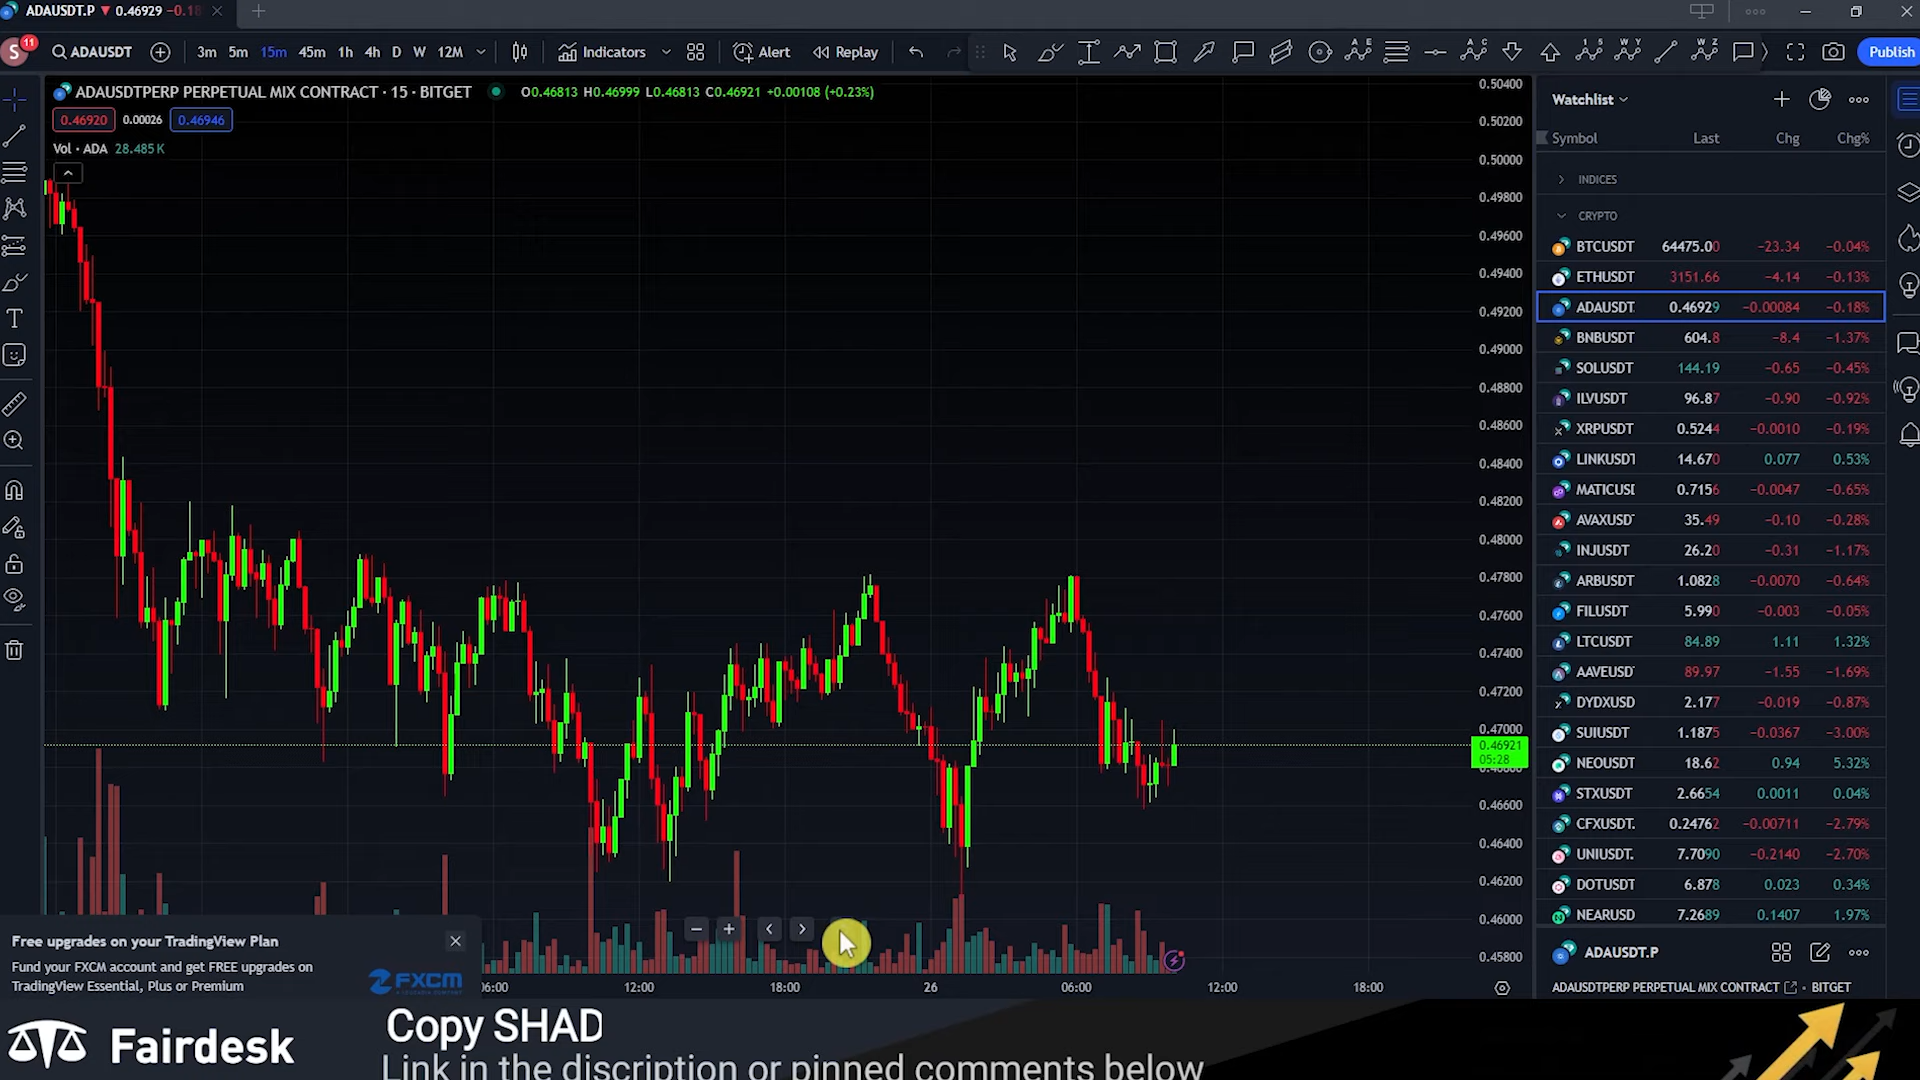 ADAUSDT.P ▼ 0.46929 −0.18
S 11 ADAUSDT 3m 5m 15m 45m 1h 4h D W 12M Indicators Alert Replay Publish
ADAUSDTPERP PERPETUAL MIX CONTRACT · 15 · BITGET O0.46813 H0.46999 L0.46813 C0.46921 +0.00108 (+0.23%)
0.46920 0.00026 0.46946
Vol · ADA 28.485K
0.50400
0.50200
0.50000
0.49800
0.49600
0.49400
0.49200
0.49000
0.48800
0.48600
0.48400
0.48200
0.48000
0.47800
0.47600
0.47400
0.47200
0.47000
0.46921
05:28
0.46600
0.46400
0.46200
0.46000
0.45800
06:00 12:00 18:00 26 06:00 12:00 18:00
Watchlist
Symbol Last Chg Chg%
INDICES
CRYPTO
BTCUSDT 64475.00 −23.34 −0.04%
ETHUSDT 3151.66 −4.14 −0.13%
ADAUSDT. 0.46929 −0.00084 −0.18%
BNBUSDT 604.8 −8.4 −1.37%
SOLUSDT 144.19 −0.65 −0.45%
ILVUSDT 96.87 −0.90 −0.92%
XRPUSDT 0.5244 −0.0010 −0.19%
LINKUSDT 14.670 0.077 0.53%
MATICUSD 0.7156 −0.0047 −0.65%
AVAXUSDT 35.49 −0.10 −0.28%
INJUSDT 26.20 −0.31 −1.17%
ARBUSDT 1.0828 −0.0070 −0.64%
FILUSDT 5.990 −0.003 −0.05%
LTCUSDT 84.89 1.11 1.32%
AAVEUSDT 89.97 −1.55 −1.69%
DYDXUSD 2.177 −0.019 −0.87%
SUIUSDT 1.1875 −0.0367 −3.00%
NEOUSDT 18.62 0.94 5.32%
STXUSDT 2.6654 0.0011 0.04%
CFXUSDT. 0.24762 −0.00711 −2.79%
UNIUSDT. 7.7090 −0.2140 −2.70%
DOTUSDT 6.878 0.023 0.34%
NEARUSD 7.2689 0.1407 1.97%
ADAUSDT.P
ADAUSDTPERP PERPETUAL MIX CONTRACT · BITGET
Free upgrades on your TradingView Plan
Fund your FXCM account and get FREE upgrades on
TradingView Essential, Plus or Premium
FXCM
Fairdesk
Copy SHAD
Link in the description or pinned comments below